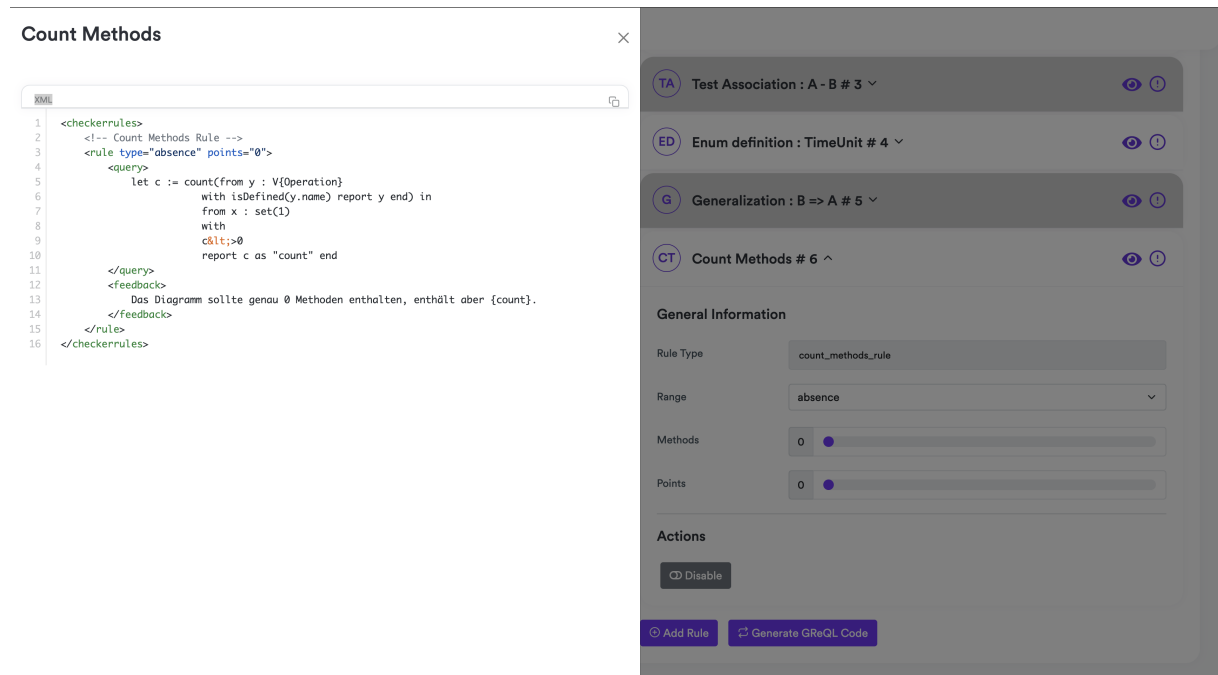 Count Methods
XML
1 <checkerrules>
2 <!-- Count Methods Rule -->
3 <rule type="absence" points="0">
4 <query>
5 let c := count(from y : V{Operation}
6 with isDefined(y.name) report y end) in
7 from x : set(1)
8 with
9 c&lt;>0
10 report c as "count" end
11 </query>
12 <feedback>
13 Das Diagramm sollte genau 0 Methoden enthalten, enthält aber {count}.
14 </feedback>
15 </rule>
16 </checkerrules>
TA Test Association : A - B # 3
ED Enum definition : TimeUnit # 4
G Generalization : B => A # 5
CT Count Methods # 6
General Information
Rule Type count_methods_rule
Range absence
Methods 0
Points 0
Actions
Disable
Add Rule Generate GReQL Code